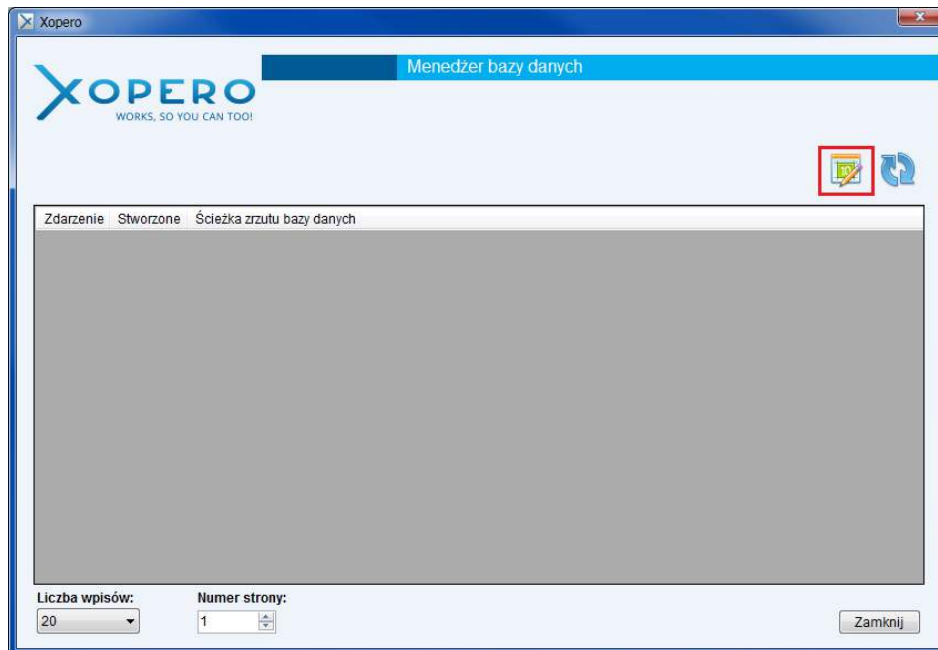 Xopero
Menedżer bazy danych
XOPERO
WORKS, SO YOU CAN TOO!
Zdarzenie Stworzone Ścieżka zrzutu bazy danych
Liczba wpisów: Numer strony:
20 1 Zamknij